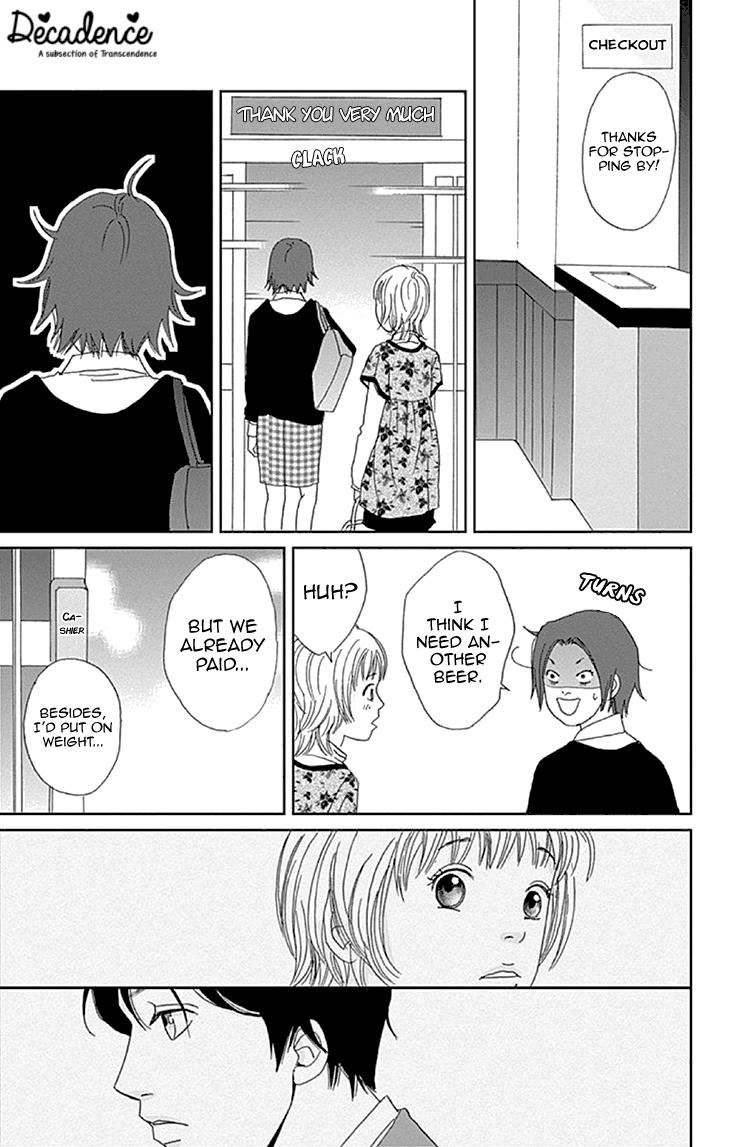 Decadence
A subsection of Transcendence
CHECKOUT
THANKS
FOR STOP-
PING BY!
THANK YOU VERY MUCH
CLACK
TURNS
I
THINK I
NEED AN-
OTHER
BEER.
HUH?
BUT WE
ALREADY
PAID...
CA-
SHIER
BESIDES,
I'D PUT ON
WEIGHT...